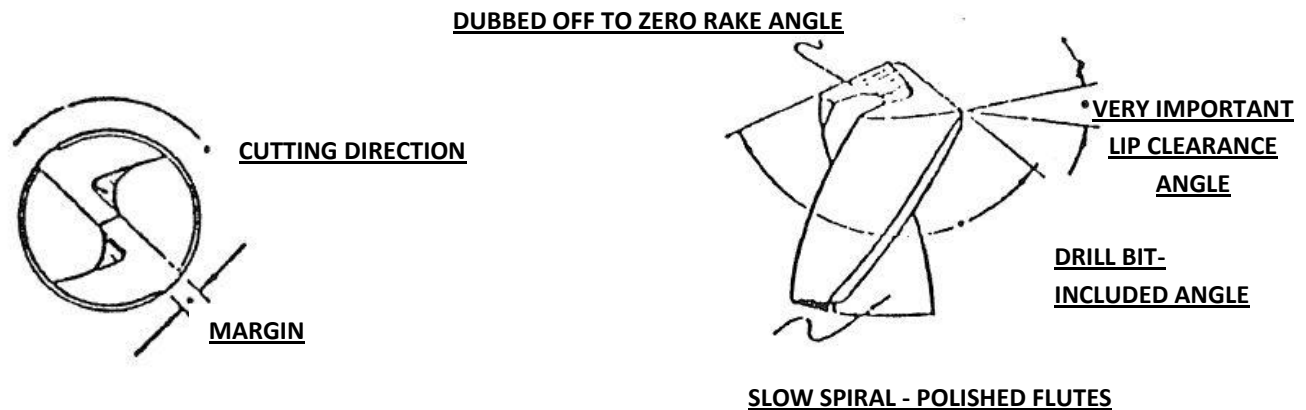 DUBBED OFF TO ZERO RAKE ANGLE
CUTTING DIRECTION
VERY IMPORTANT
LIP CLEARANCE
ANGLE
DRILL BIT-
INCLUDED ANGLE
MARGIN
SLOW SPIRAL - POLISHED FLUTES